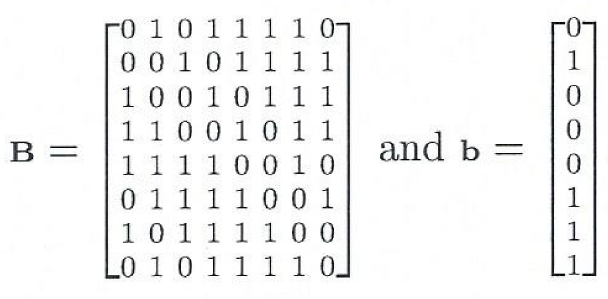 B = [0 1 0 1 1 1 1 0
0 0 1 0 1 1 1 1
1 0 0 1 0 1 1 1
1 1 0 0 1 0 1 1
1 1 1 1 0 0 1 0
0 1 1 1 1 0 0 1
1 0 1 1 1 1 0 0
0 1 0 1 1 1 1 0] and b = [0
1
0
0
0
1
1
1]